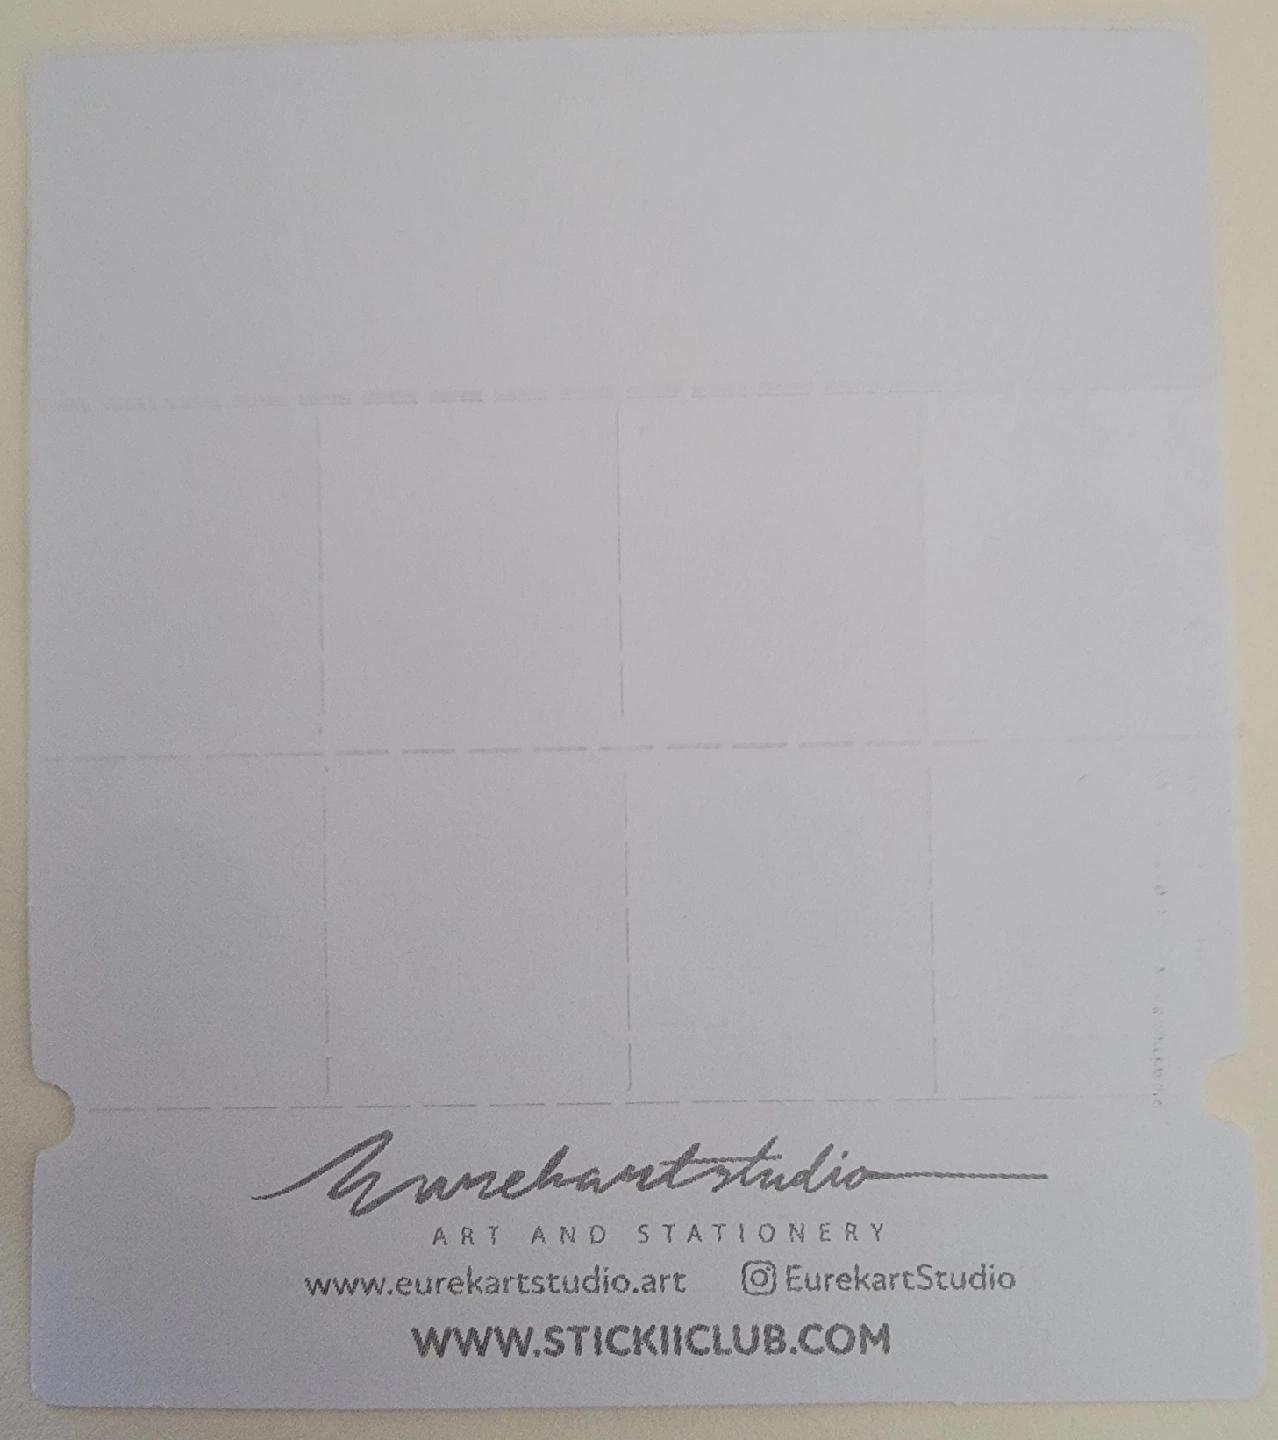 Eurekartstudio
ART AND STATIONERY
www.eurekartstudio.art EurekartStudio
WWW.STICKIICLUB.COM